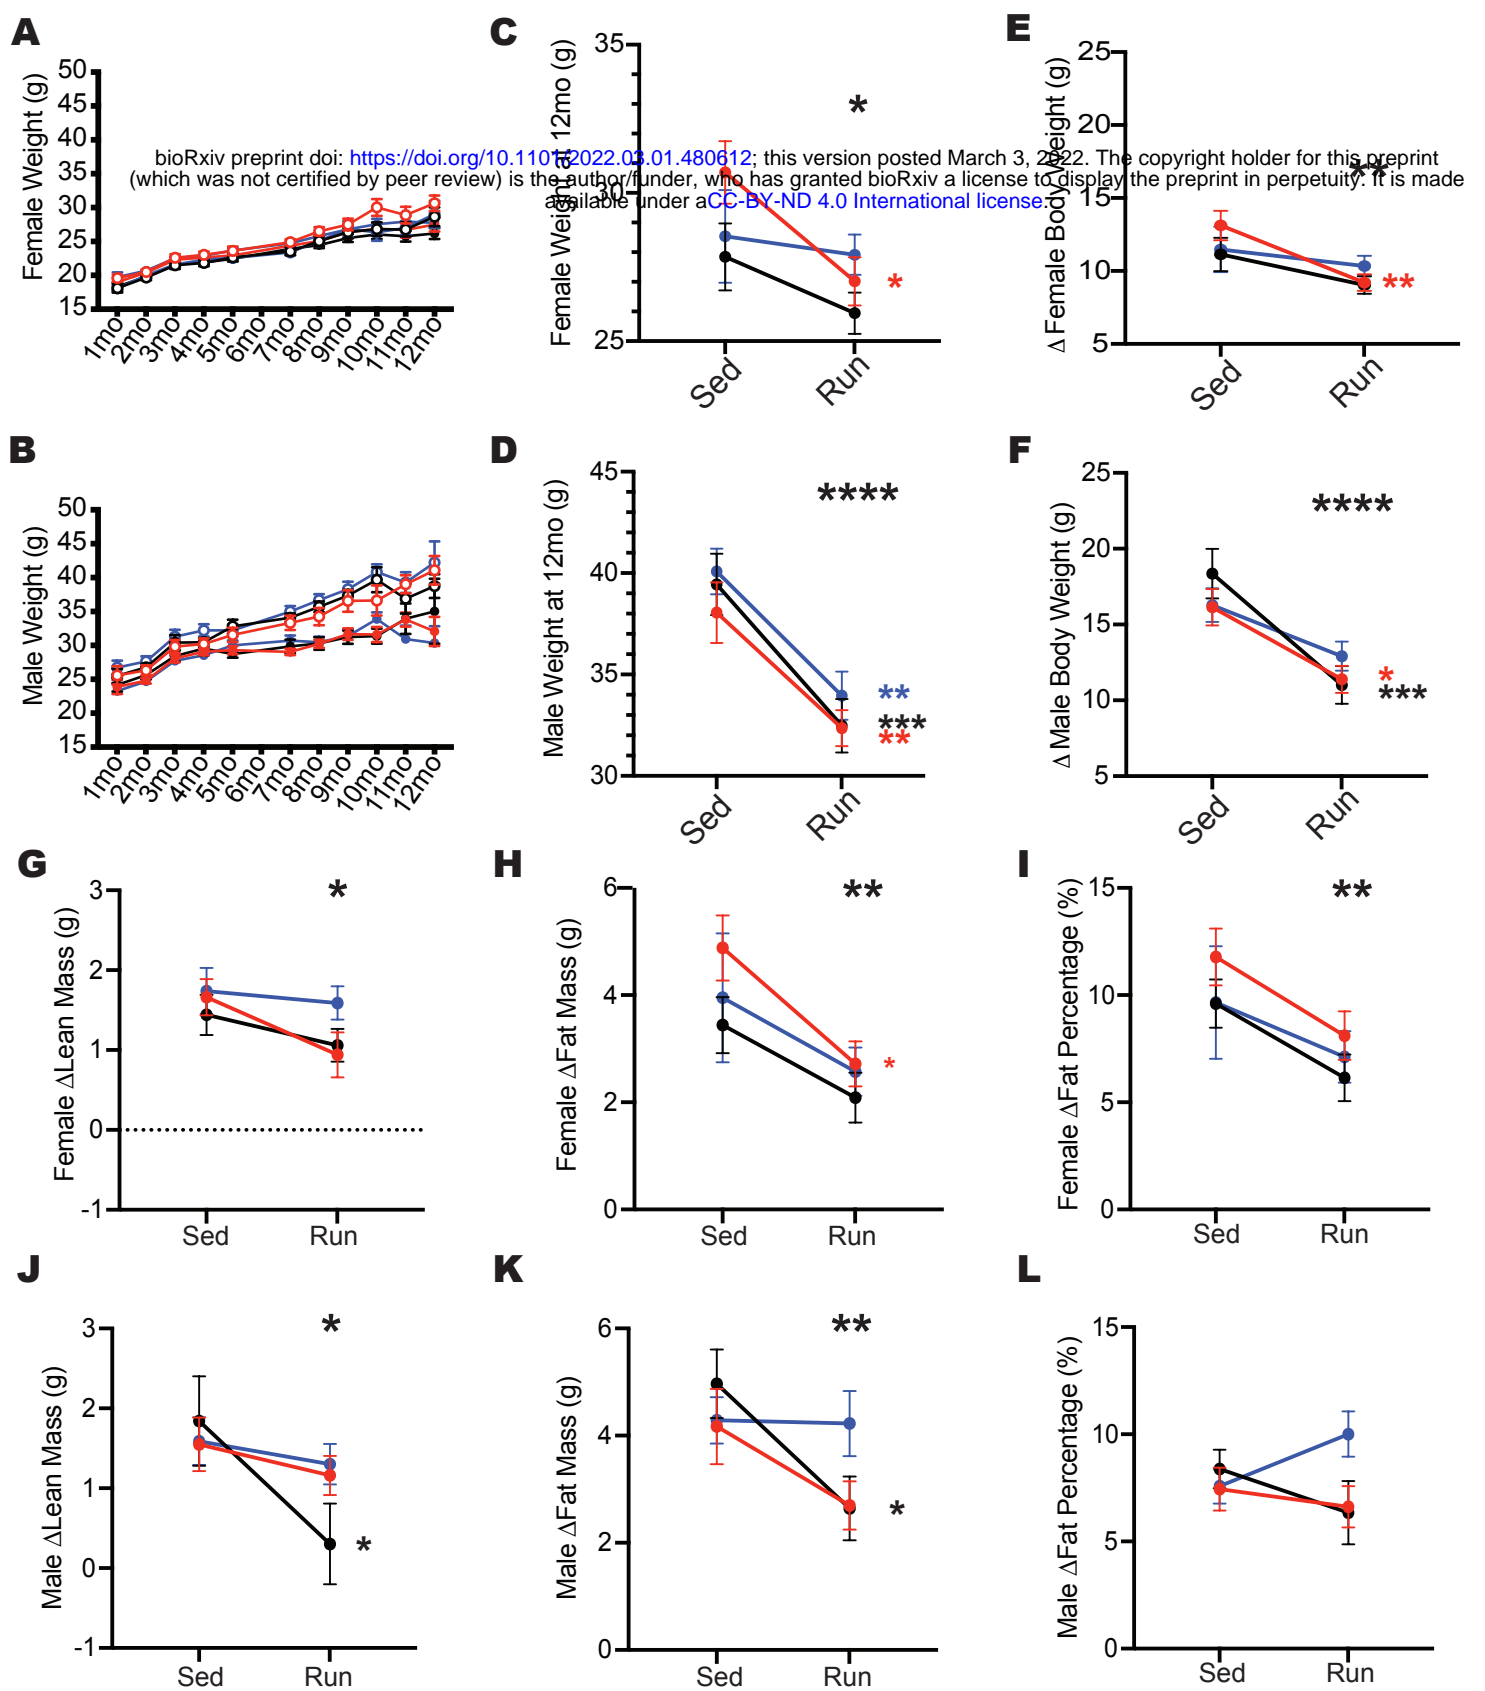 A
Female Weight (g)
50
45
40
35
30
25
20
15
1mo
2mo
3mo
4mo
5mo
6mo
7mo
8mo
9mo
10mo
11mo
12mo
C
Female Weight at 12mo (g)
35
30
25
*
*
Sed
Run
E
Δ Female Body Weight (g)
25
20
15
10
5
**
**
Sed
Run
bioRxiv preprint doi: https://doi.org/10.1101/2022.03.01.480612; this version posted March 3, 2022. The copyright holder for this preprint
(which was not certified by peer review) is the author/funder, who has granted bioRxiv a license to display the preprint in perpetuity. It is made
available under aCC-BY-ND 4.0 International license.
B
Male Weight (g)
50
45
40
35
30
25
20
15
1mo
2mo
3mo
4mo
5mo
6mo
7mo
8mo
9mo
10mo
11mo
12mo
D
Male Weight at 12mo (g)
45
40
35
30
****
**
***
**
Sed
Run
F
Δ Male Body Weight (g)
25
20
15
10
5
****
*
***
Sed
Run
G
Female ΔLean Mass (g)
3
2
1
0
-1
*
Sed
Run
H
Female ΔFat Mass (g)
6
4
2
0
**
*
Sed
Run
I
Female ΔFat Percentage (%)
15
10
5
0
**
Sed
Run
J
Male ΔLean Mass (g)
3
2
1
0
-1
*
*
Sed
Run
K
Male ΔFat Mass (g)
6
4
2
0
**
*
Sed
Run
L
Male ΔFat Percentage (%)
15
10
5
0
Sed
Run